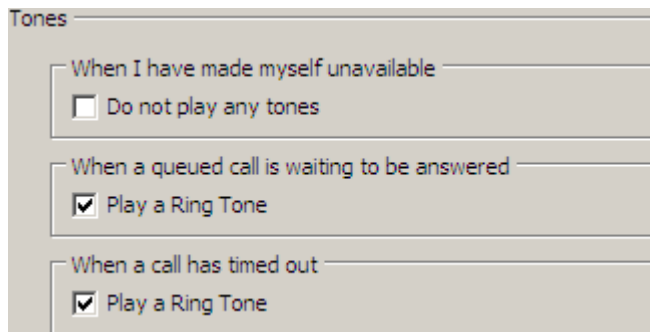 Tones
When I have made myself unavailable
Do not play any tones
When a queued call is waiting to be answered
Play a Ring Tone
When a call has timed out
Play a Ring Tone